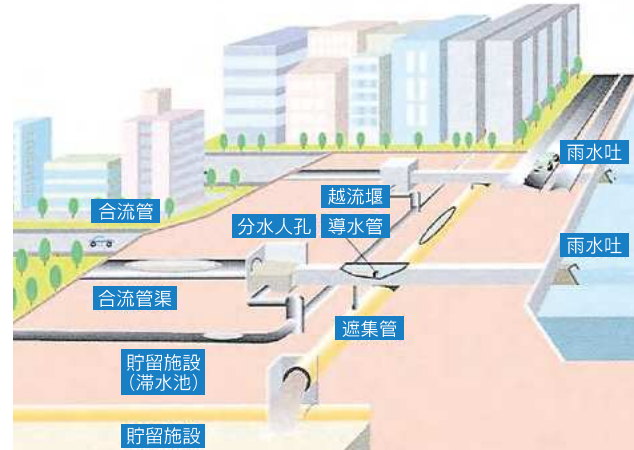 雨水吐
越流堰
合流管
分水人孔
導水管
雨水吐
合流管渠
遮集管
貯留施設
（滞水池）
貯留施設